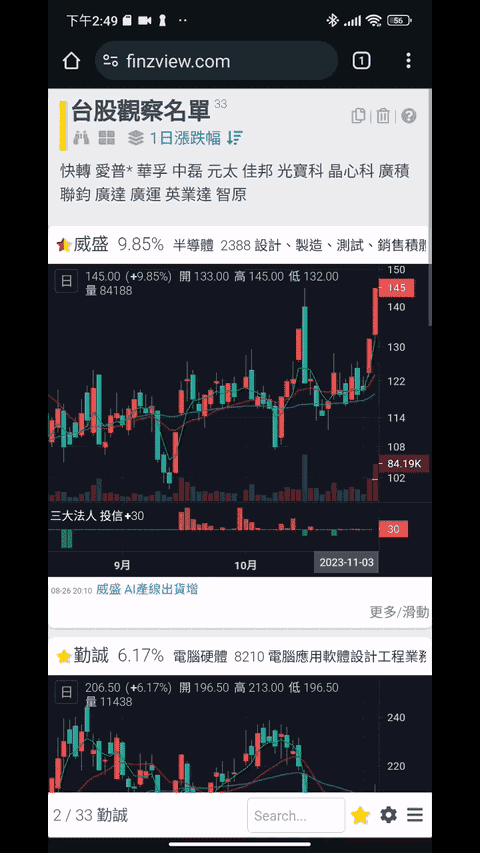 下午2:49
56
finzview.com
1
台股觀察名單 33
1日漲跌幅
快轉 愛普* 華孚 中磊 元太 佳邦 光寶科 晶心科 廣積
聯鈞 廣達 廣運 英業達 智原
威盛 9.85% 半導體 2388 設計、製造、測試、銷售積體
日 145.00 (+9.85%) 開 133.00 高 145.00 低 132.00
量 84188
150
145
140
130
122
114
108
84.19K
102
三大法人 投信+30
30
9月 10月 2023-11-03
08-26 20:10 威盛 AI產線出貨增
更多/滑動
勤誠 6.17% 電腦硬體 8210 電腦應用軟體設計工程業務
日 206.50 (+6.17%) 開 196.50 高 213.00 低 196.50
量 11438
240
220
2 / 33 勤誠
Search...